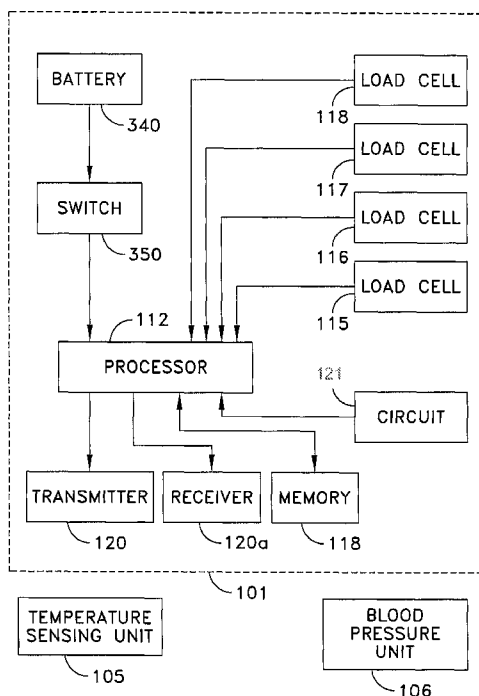 BATTERY
340
SWITCH
350
LOAD CELL
118
LOAD CELL
117
LOAD CELL
116
LOAD CELL
115
112
PROCESSOR
121
CIRCUIT
TRANSMITTER
120
RECEIVER
120a
MEMORY
118
101
TEMPERATURE
SENSING UNIT
105
BLOOD
PRESSURE
UNIT
106